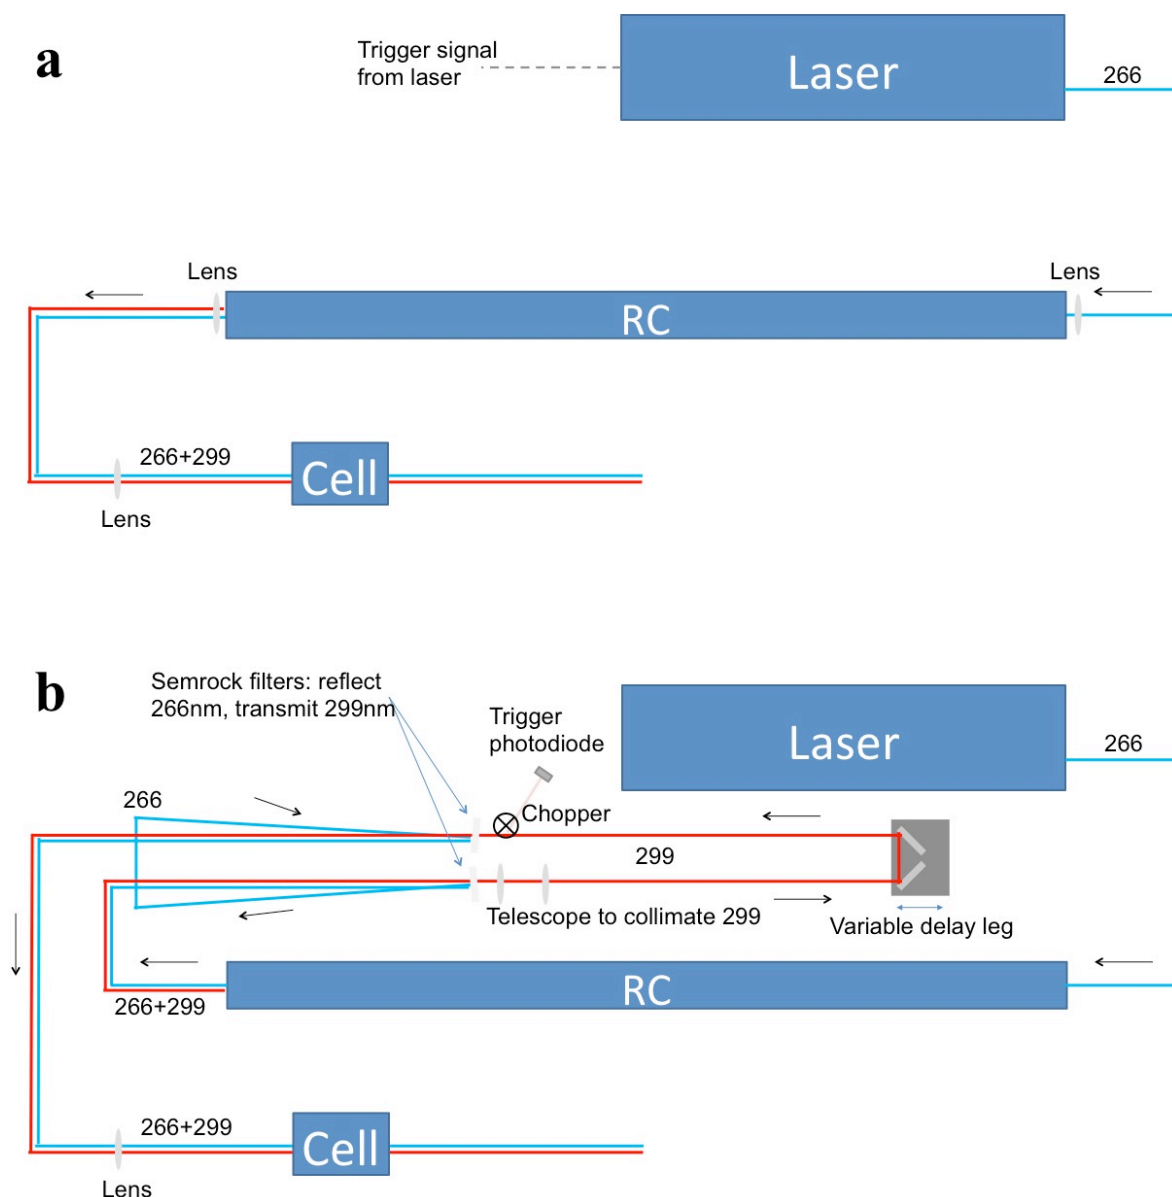 a
Trigger signal
from laser
Laser
266
Lens
Lens
RC
266+299
Cell
Lens
b
Semrock filters: reflect
266nm, transmit 299nm
Trigger
photodiode
Laser
266
266
Chopper
299
Telescope to collimate 299
Variable delay leg
RC
266+299
266+299
Cell
Lens